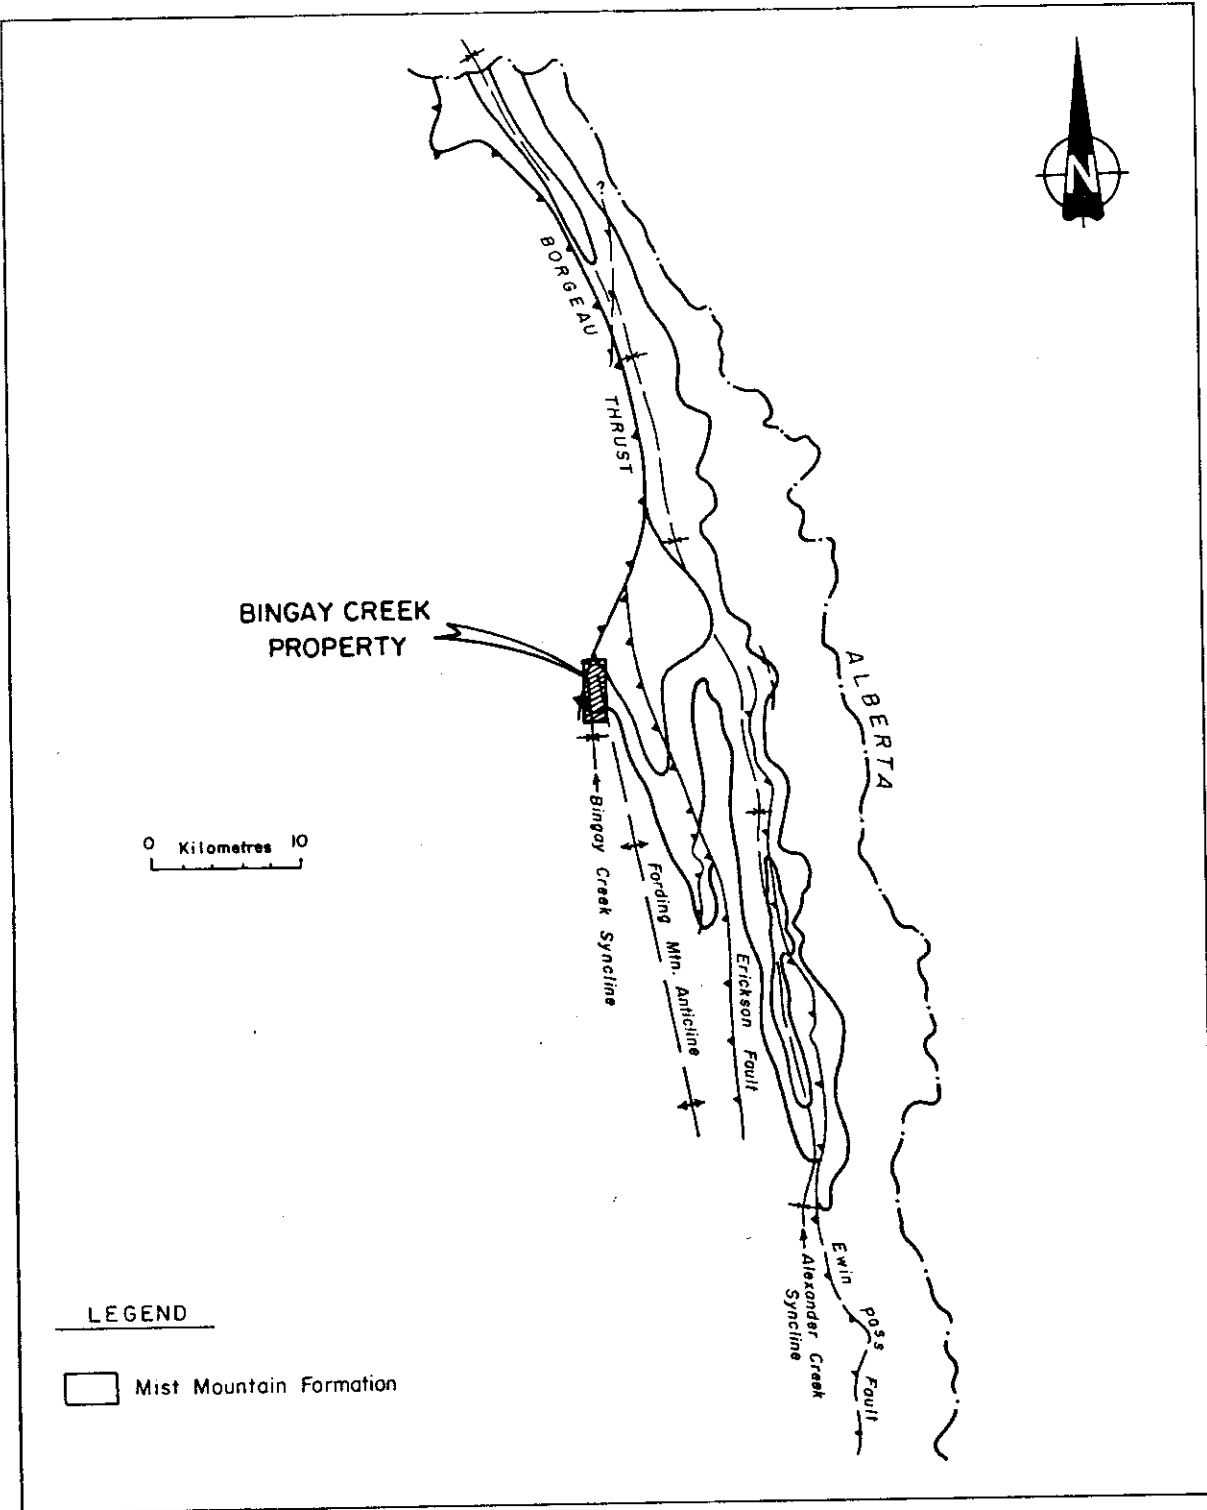 N
?
BORGEAU
THRUST
BINGAY CREEK
PROPERTY
ALBERTA
0 Kilometres 10
Bingay Creek Syncline
Fording Mtn. Anticline
Erickson Fault
Ewin Pass Fault
Alexander Creek
Syncline
LEGEND
Mist Mountain Formation